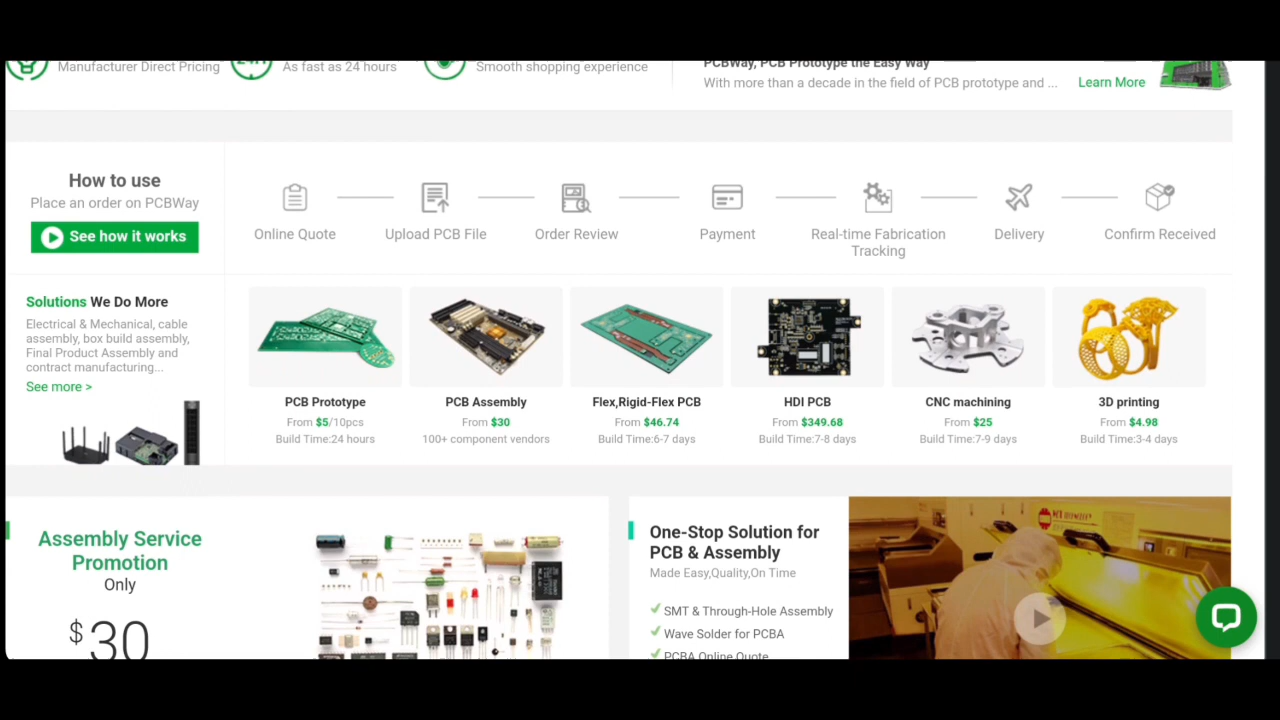 Manufacturer Direct Pricing
24H
As fast as 24 hours
Smooth shopping experience
PCBWay, PCB Prototype the Easy Way
With more than a decade in the field of PCB prototype and ...
Learn More
How to use
Place an order on PCBWay
See how it works
Online Quote
Upload PCB File
Order Review
Payment
Real-time Fabrication
Tracking
Delivery
Confirm Received
Solutions We Do More
Electrical & Mechanical, cable
assembly, box build assembly,
Final Product Assembly and
contract manufacturing...
See more >
PCB Prototype
From $5/10pcs
Build Time:24 hours
PCB Assembly
From $30
100+ component vendors
Flex,Rigid-Flex PCB
From $46.74
Build Time:6-7 days
HDI PCB
From $349.68
Build Time:7-8 days
CNC machining
From $25
Build Time:7-9 days
3D printing
From $4.98
Build Time:3-4 days
Assembly Service
Promotion
Only
$30
One-Stop Solution for
PCB & Assembly
Made Easy,Quality,On Time
SMT & Through-Hole Assembly
Wave Solder for PCBA
PCBA Online Quote